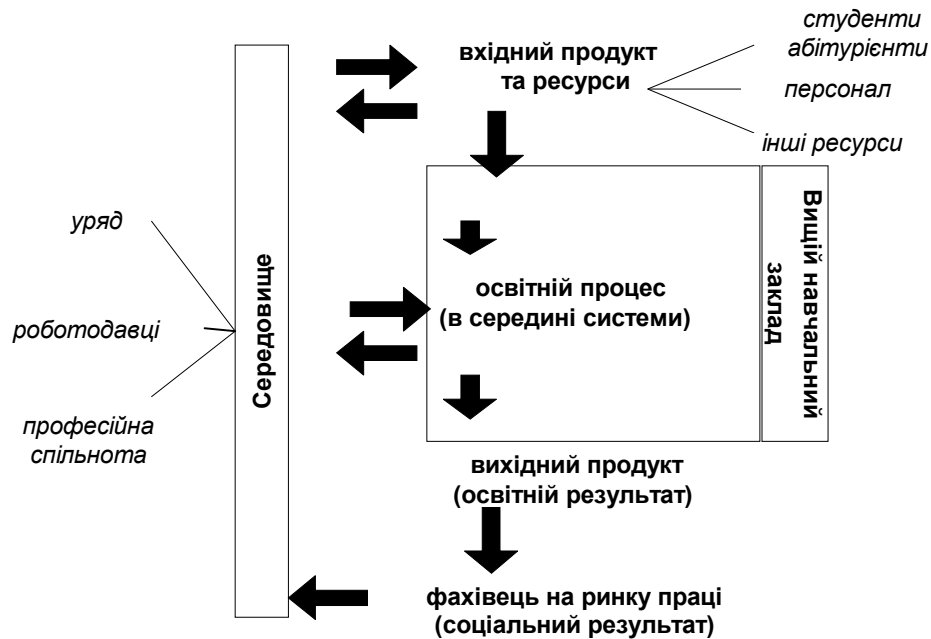 студенти
абітурієнти
вхідний продукт
та ресурси
персонал
інші ресурси
уряд
роботодавці
професійна
спільнота
Середовище
освітній процес
(в середині системи)
Вищій навчальний
заклад
вихідний продукт
(освітній результат)
фахівець на ринку праці
(соціальний результат)